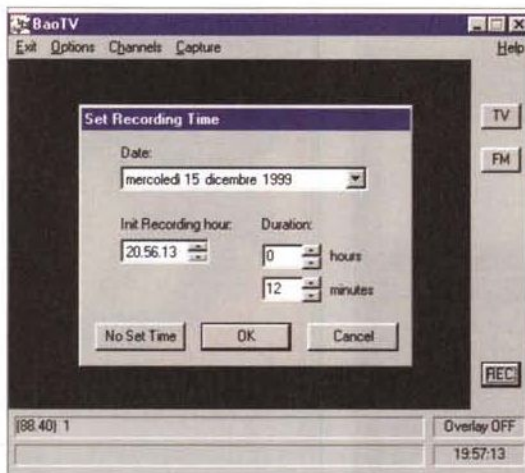 BaoTV
Exit Options Channels Capture Help
Set Recording Time
Date:
mercoledì 15 dicembre 1999
Init Recording hour: Duration:
20.56.13 0 hours
12 minutes
No Set Time OK Cancel
TV
FM
REC
(88.40) 1 Overlay OFF
19:57:13